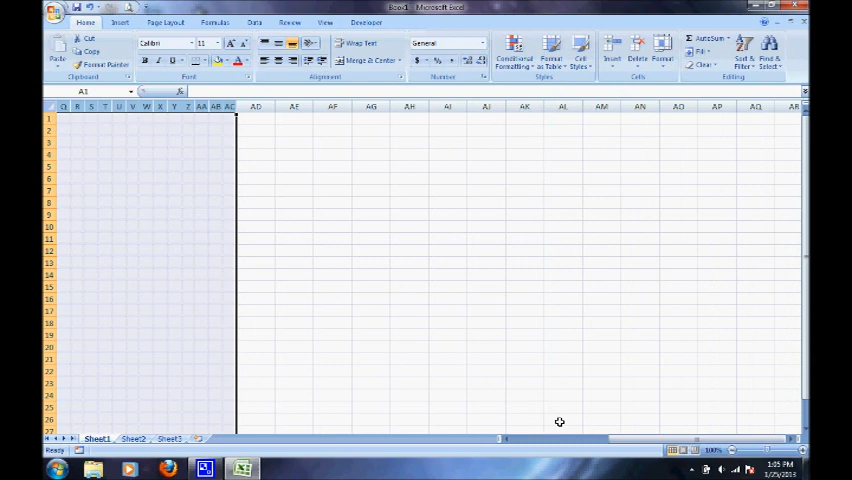 Book1 - Microsoft Excel
Home Insert Page Layout Formulas Data Review View Developer
Paste Cut Copy Format Painter Clipboard
Calibri 11 B I U Font
Wrap Text Merge & Center Alignment
General $ % , Number
Conditional Formatting Format as Table Cell Styles Styles
Insert Delete Format Cells
AutoSum Fill Clear Sort & Filter Find & Select Editing
A1 fx
Q R S T U V W X Y Z AA AB AC AD AE AF AG AH AI AJ AK AL AM AN AO AP AQ AR
1
2
3
4
5
6
7
8
9
10
11
12
13
14
15
16
17
18
19
20
21
22
23
24
25
26
27
Sheet1 Sheet2 Sheet3
Ready 100%
1:05 PM
1/25/2013